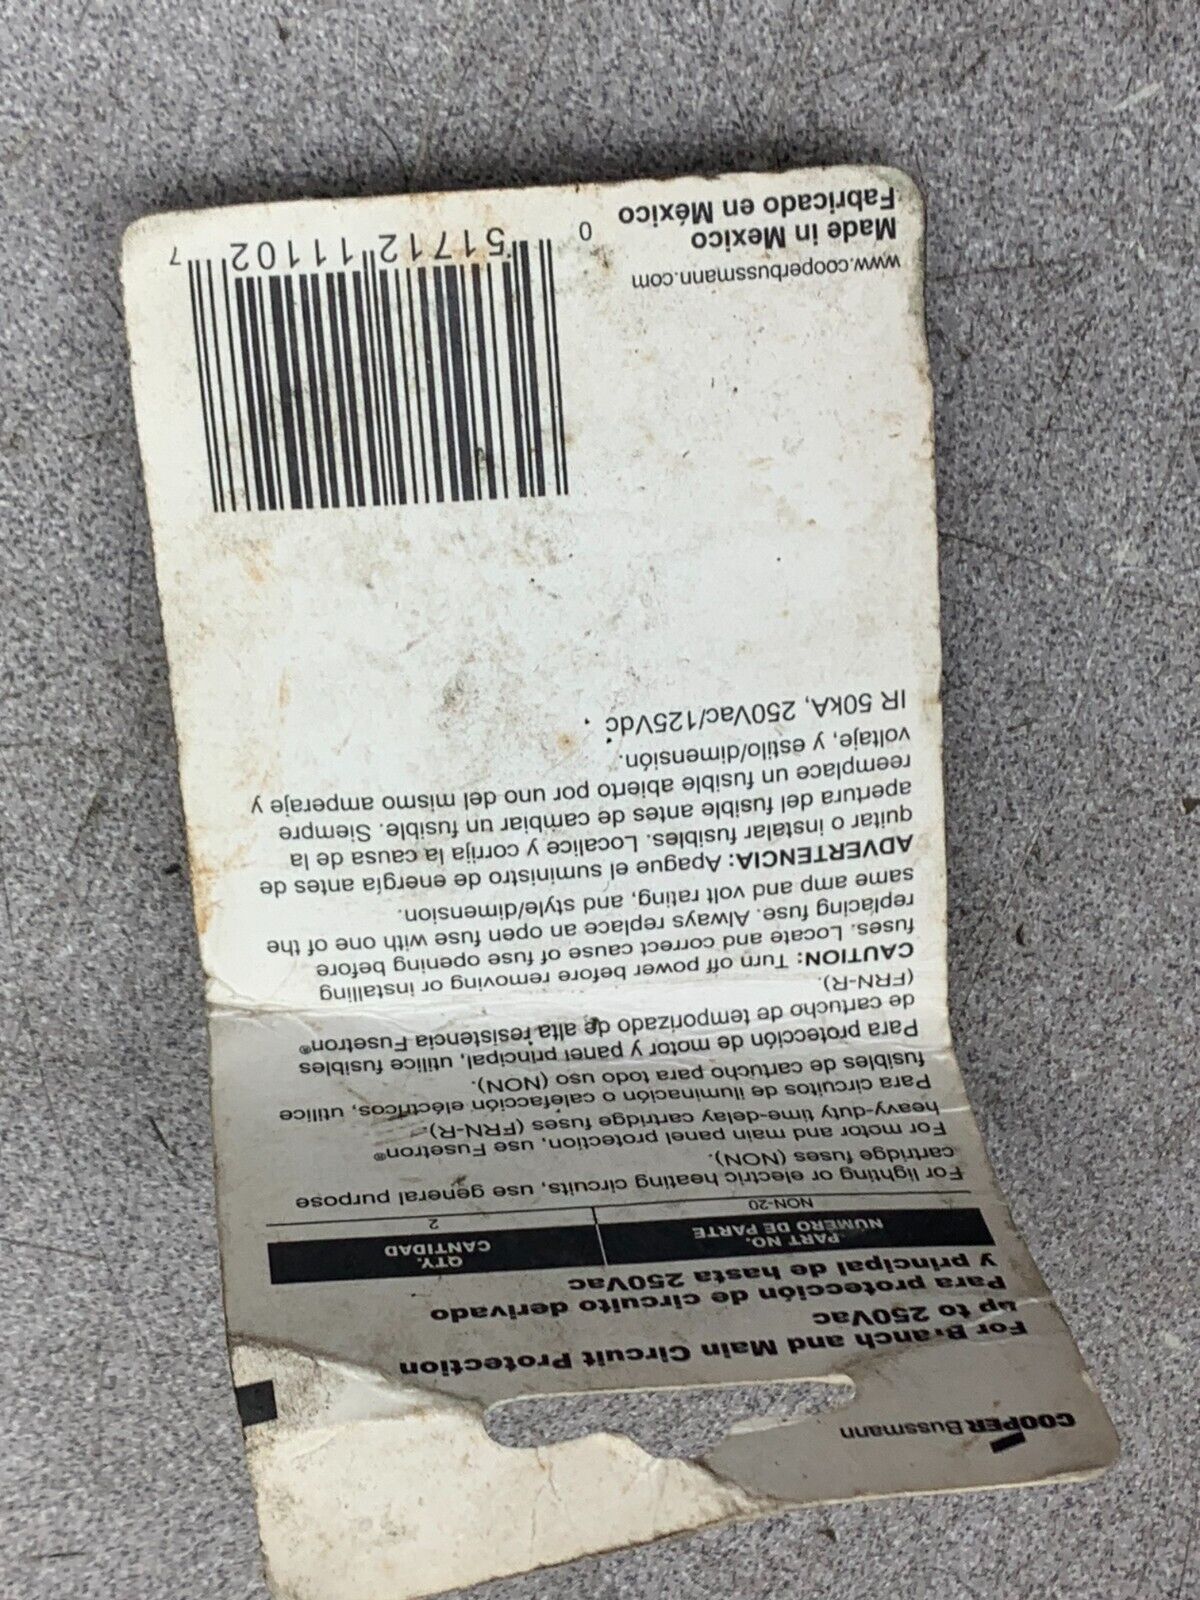 COOPER Bussmann
For Branch and Main Circuit Protection
up to 250Vac
Para protección de circuito derivado
y principal de hasta 250Vac
PART NO. QTY.
NÚMERO DE PARTE CANTIDAD
NON-20 2
For lighting or electric heating circuits, use general purpose
cartridge fuses (NON).
For motor and main panel protection, use Fusetron®
heavy-duty time-delay cartridge fuses (FRN-R).
Para circuitos de iluminación o calefacción eléctricos, utilice
fusibles de cartucho para todo uso (NON).
Para protección de motor y panel principal, utilice fusibles
de cartucho de temporizado de alta resistencia Fusetron®
(FRN-R).
CAUTION: Turn off power before removing or installing
fuses. Locate and correct cause of fuse opening before
replacing fuse. Always replace an open fuse with one of the
same amp and volt rating, and style/dimension.
ADVERTENCIA: Apague el suministro de energía antes de
quitar o instalar fusibles. Localice y corrija la causa de la
apertura del fusible antes de cambiar un fusible. Siempre
reemplace un fusible abierto por uno del mismo amperaje y
voltaje, y estilo/dimensión.
IR 50kA, 250Vac/125Vdc
www.cooperbussmann.com
Made in Mexico
Fabricado en México
0 51712 11102 7